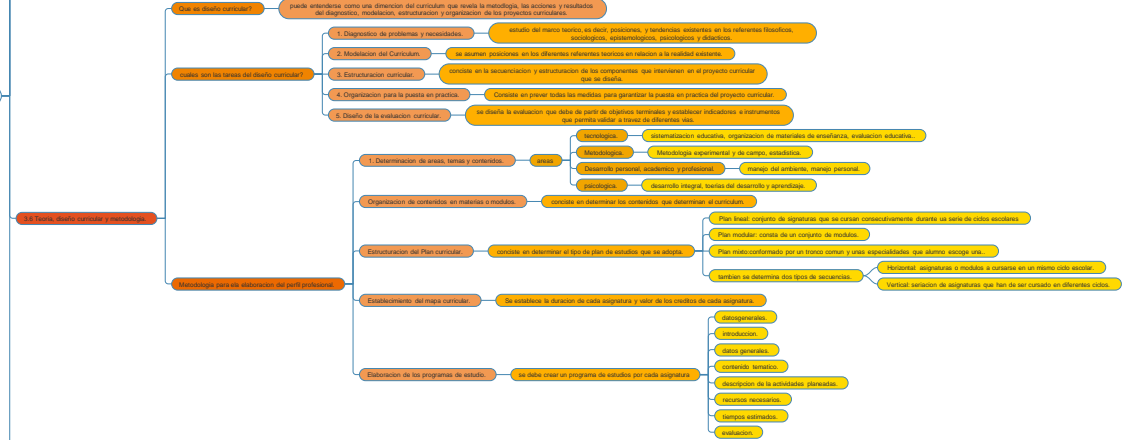 Que es diseño curricular?
puede entenderse como una dimencion del curriculum que revela la metodlogia, las acciones y resultados
del diagnostico, modelacion, estructuracion y organizacion de los proyectos curriculares.
cuales son las tareas del diseño curricular?
1. Diagnostico de problemas y necesidades.
estudio del marco teorico, es decir, posiciones, y tendencias existentes en los referentes filosoficos,
sociologicos, epistemologicos, psicologicos y didacticos.
2. Modelacion del Curriculum.
se asumen posiciones en los diferentes referentes teoricos en relacion a la realidad existente.
3. Estructuracion curricular.
conciste en la secuenciacion y estructuracion de los componentes que intervienen en el proyecto curricular
que se diseña.
4. Organizacion para la puesta en practica.
Consiste en prever todas las medidas para garantizar la puesta en practica del proyecto curricular.
5. Diseño de la evaluacion curricular.
se diseña la evaluacion que debe de partir de objetivos terminales y establecer indicadores e instrumentos
que permita validar a travez de diferentes vias.
3.6 Teoria, diseño curricular y metodologia.
Metodologia para els elaboracion del perfil profesional.
1. Determinacion de areas, temas y contenidos.
areas
tecnologica.
sistematizacion educativa, organizacion de materiales de enseñanza, evaluacion educativa..
Metodologica.
Metodologia experimental y de campo, estadistica.
Desarrollo personal, academico y profesional.
manejo del ambiente, manejo personal.
psicologica.
desarrollo integral, toerias del desarrollo y aprendizaje.
Organizacion de contenidos en materias o modulos.
conciste en determinar los contenidos que determinan el curriculum.
Estructuracion del Plan curricular.
conciste en determiner el tipo de plan de estudios que se adopta.
Plan lineal: conjunto de signaturas que se cursan consecutivamente durante ua serie de ciclos escolares
Plan modular: consta de un conjunto de modulos.
Plan mixto:conformado por un tronco comun y unas especialidades que alumno escoge una..
tambien se determina dos tipos de secuencias.
Horizontal: asignaturas o modulos a cursarse en un mismo ciclo escolar.
Vertical: seriacion de asignaturas que han de ser cursado en diferentes ciclos.
Establecimiento del mapa curricular.
Se establece la duracion de cada asignatura y velor de los creditos de cada asignatura.
Elaboracion de los programas de estudio.
se debe crear un programa de estudios por cada asignatura
datosgenerales.
introduccion.
datos generales.
contenido tematico.
descripcion de la actividades planeadas.
recursos necesarios.
tiempos estimados.
evaluacion.